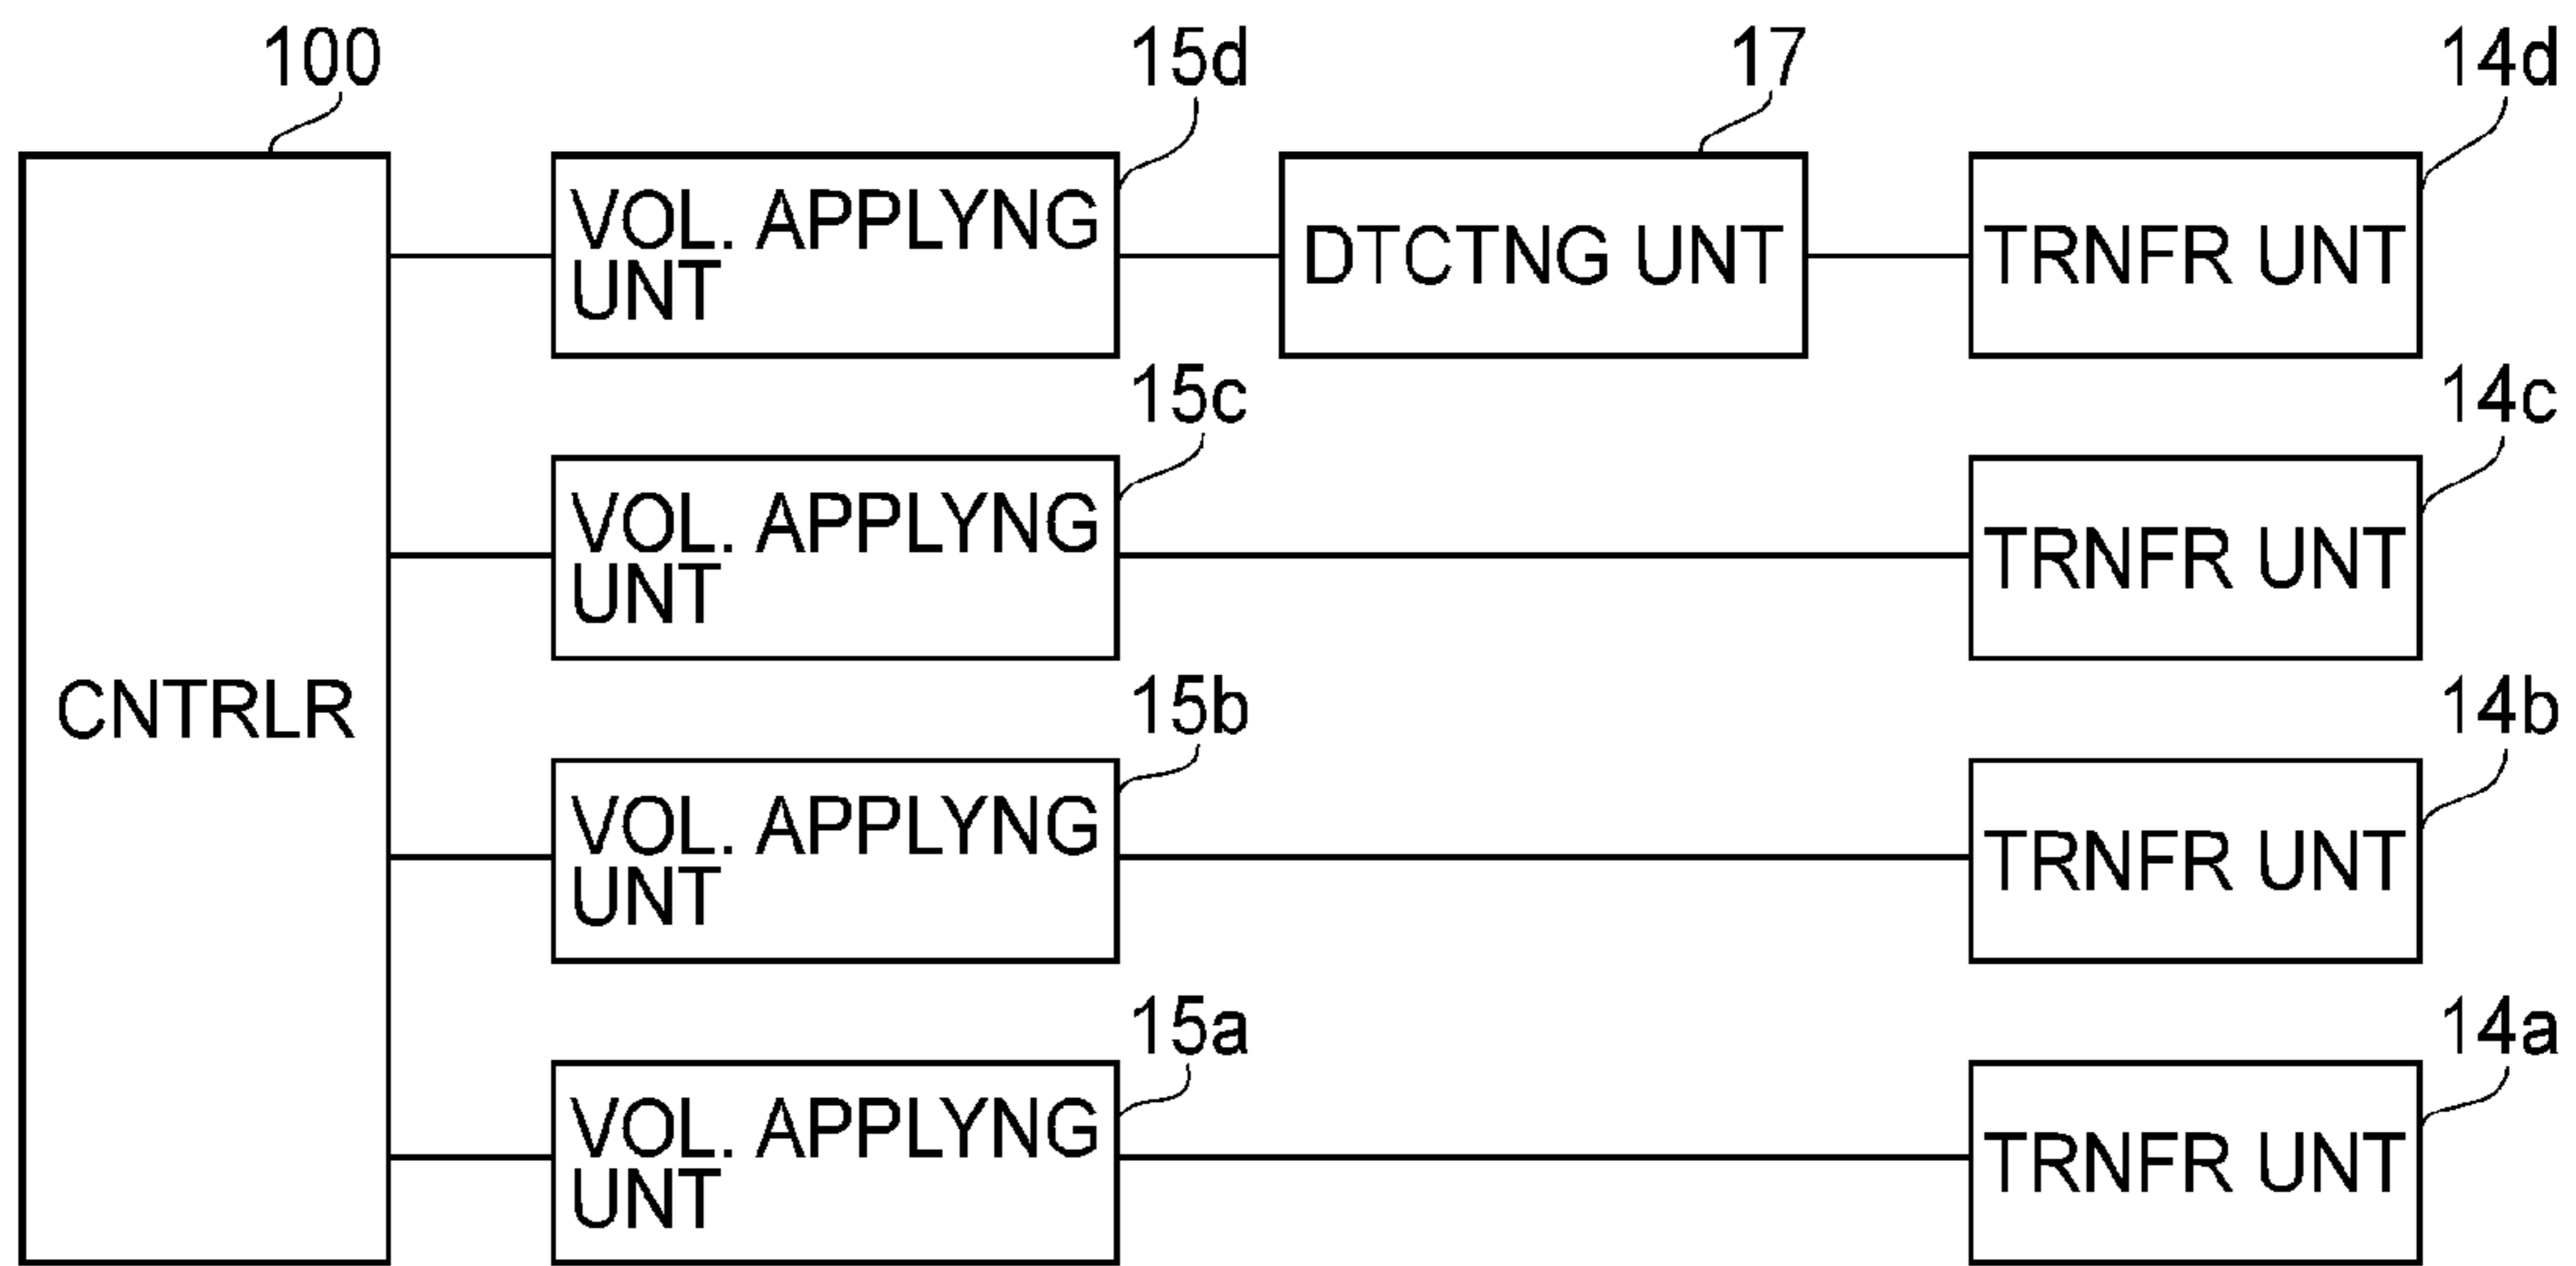 100
15d
17
14d
VOL. APPLYNG
UNT
DTCTNG UNT
TRNFR UNT
15c
14c
VOL. APPLYNG
UNT
TRNFR UNT
CNTRLR
15b
14b
VOL. APPLYNG
UNT
TRNFR UNT
15a
14a
VOL. APPLYNG
UNT
TRNFR UNT